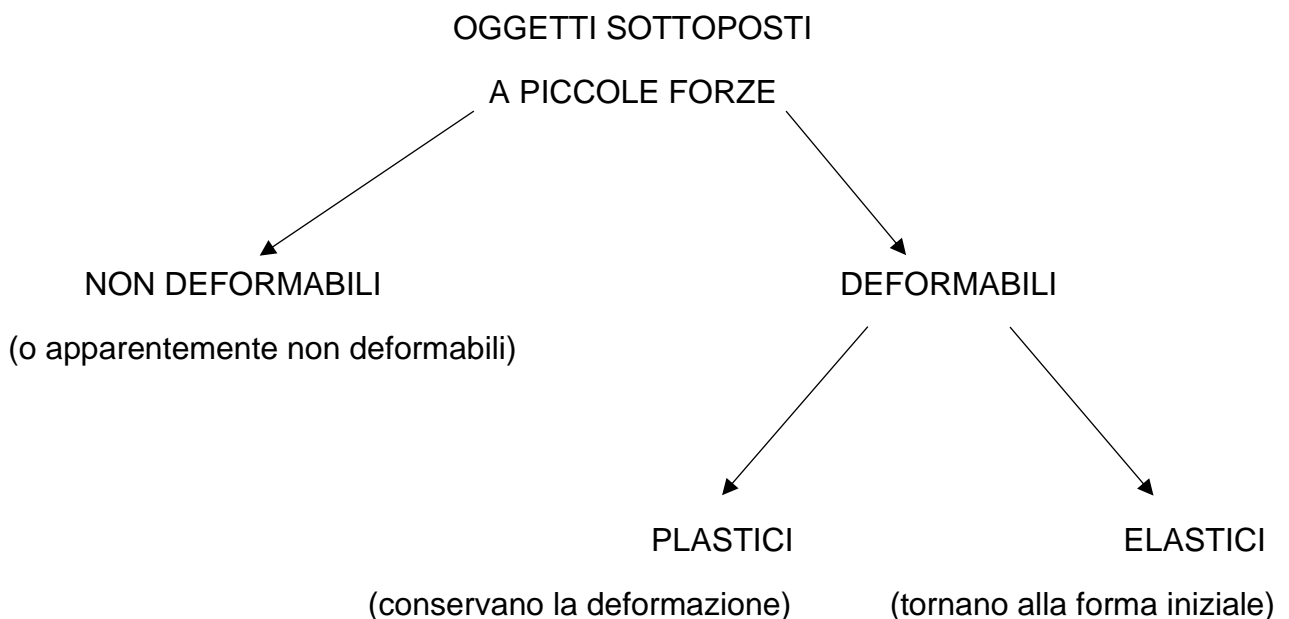 OGGETTI SOTTOPOSTI
A PICCOLE FORZE
NON DEFORMABILI
(o apparentemente non deformabili)
DEFORMABILI
PLASTICI
(conservano la deformazione)
ELASTICI
(tornano alla forma iniziale)